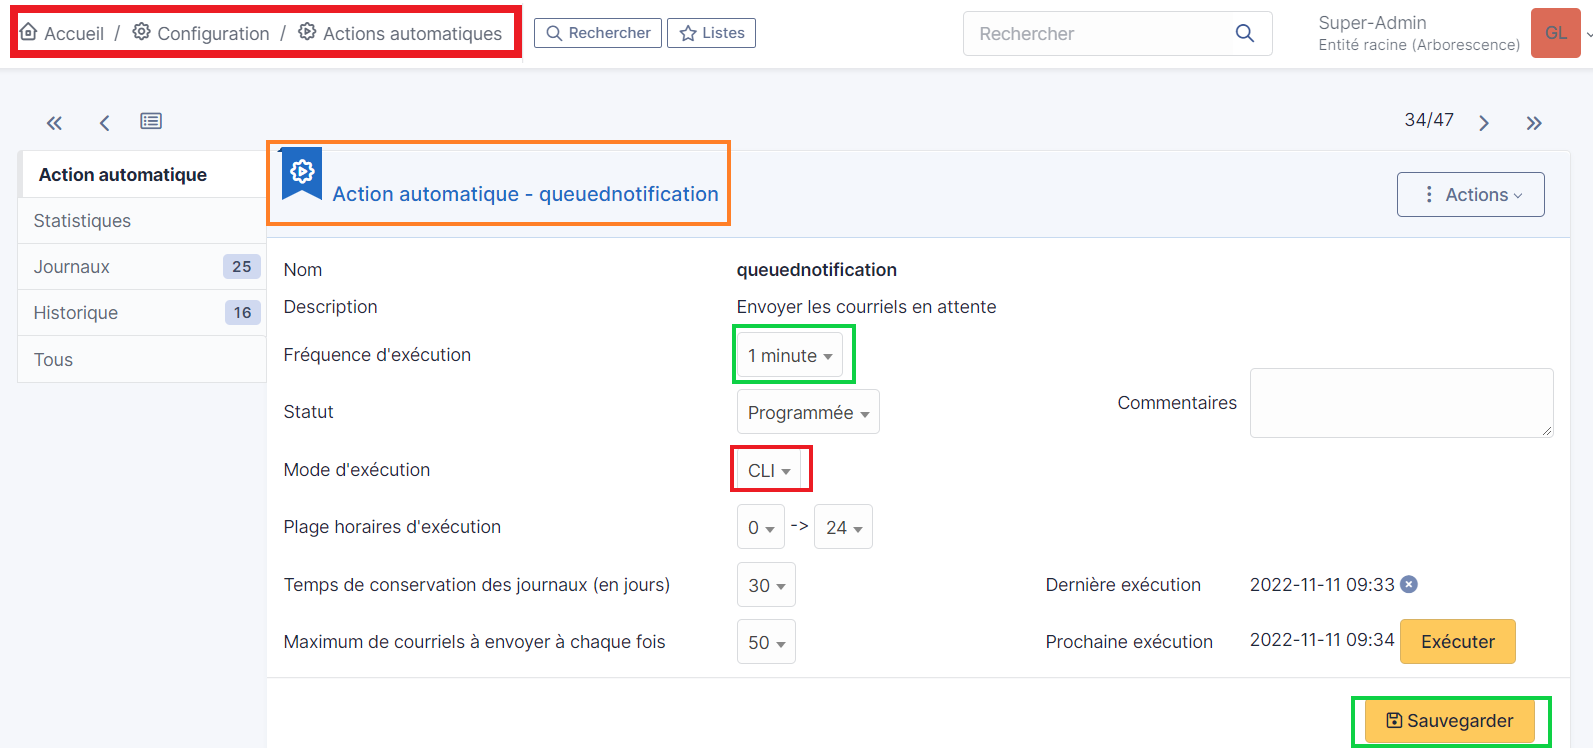 Accueil / Configuration / Actions automatiques Rechercher Listes Rechercher Super-Admin GL
Entité racine (Arborescence)
34/47
Action automatique
Statistiques
Journaux 25
Historique 16
Tous
Action automatique - queuednotification Actions
Nom queuednotification
Description Envoyer les courriels en attente
Fréquence d'exécution 1 minute
Statut Programmée Commentaires
Mode d'exécution CLI
Plage horaires d'exécution 0 -> 24
Temps de conservation des journaux (en jours) 30 Dernière exécution 2022-11-11 09:33
Maximum de courriels à envoyer à chaque fois 50 Prochaine exécution 2022-11-11 09:34 Exécuter
Sauvegarder